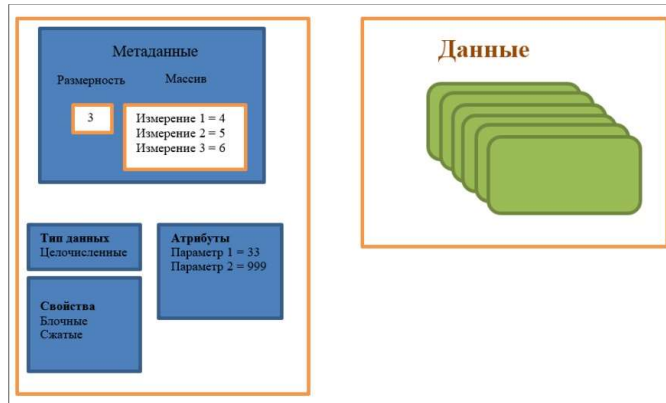 Метаданные
Размерность Массив
3
Измерение 1 = 4
Измерение 2 = 5
Измерение 3 = 6
Тип данных
Целочисленные
Свойства
Блочные
Сжатые
Атрибуты
Параметр 1 = 33
Параметр 2 = 999
Данные